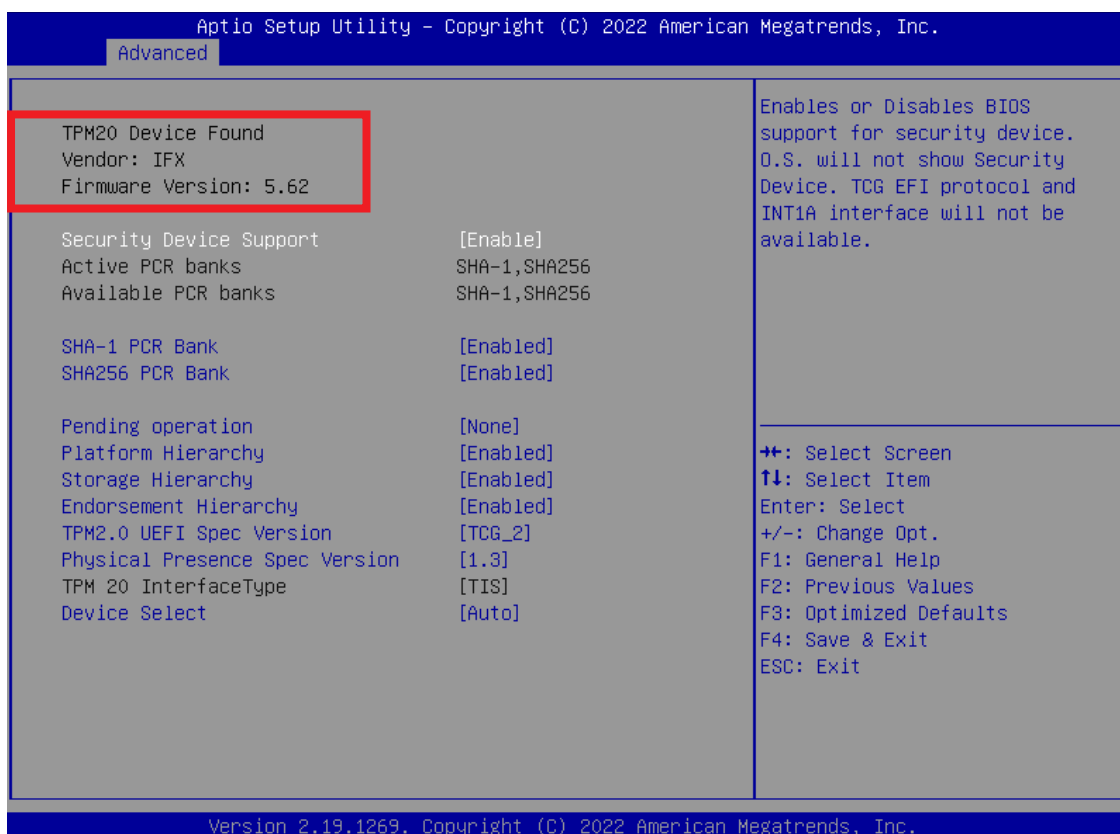 Aptio Setup Utility – Copyright (C) 2022 American Megatrends, Inc.
Advanced
TPM20 Device Found
Vendor: IFX
Firmware Version: 5.62
Security Device Support [Enable]
Active PCR banks SHA-1,SHA256
Available PCR banks SHA-1,SHA256
SHA-1 PCR Bank [Enabled]
SHA256 PCR Bank [Enabled]
Pending operation [None]
Platform Hierarchy [Enabled]
Storage Hierarchy [Enabled]
Endorsement Hierarchy [Enabled]
TPM2.0 UEFI Spec Version [TCG_2]
Physical Presence Spec Version [1.3]
TPM 20 InterfaceType [TIS]
Device Select [Auto]
Enables or Disables BIOS
support for security device.
O.S. will not show Security
Device. TCG EFI protocol and
INT1A interface will not be
available.
→←: Select Screen
↑↓: Select Item
Enter: Select
+/-: Change Opt.
F1: General Help
F2: Previous Values
F3: Optimized Defaults
F4: Save & Exit
ESC: Exit
Version 2.19.1269. Copyright (C) 2022 American Megatrends, Inc.